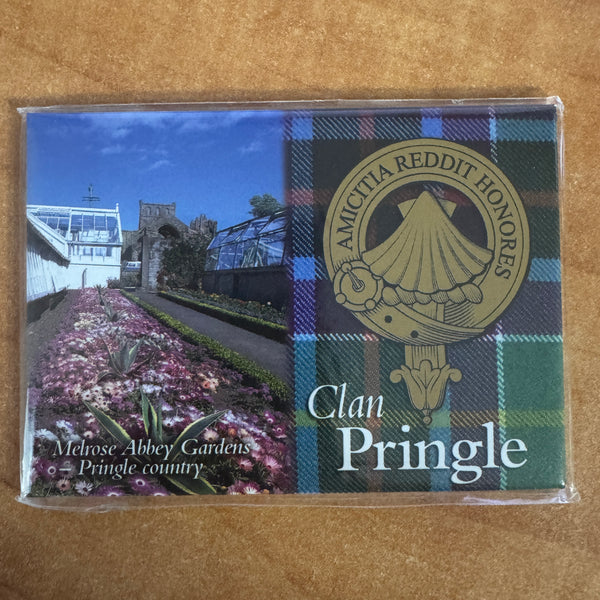 AMICITIA REDDIT HONORES
Clan
Pringle
Melrose Abbey Gardens
– Pringle country